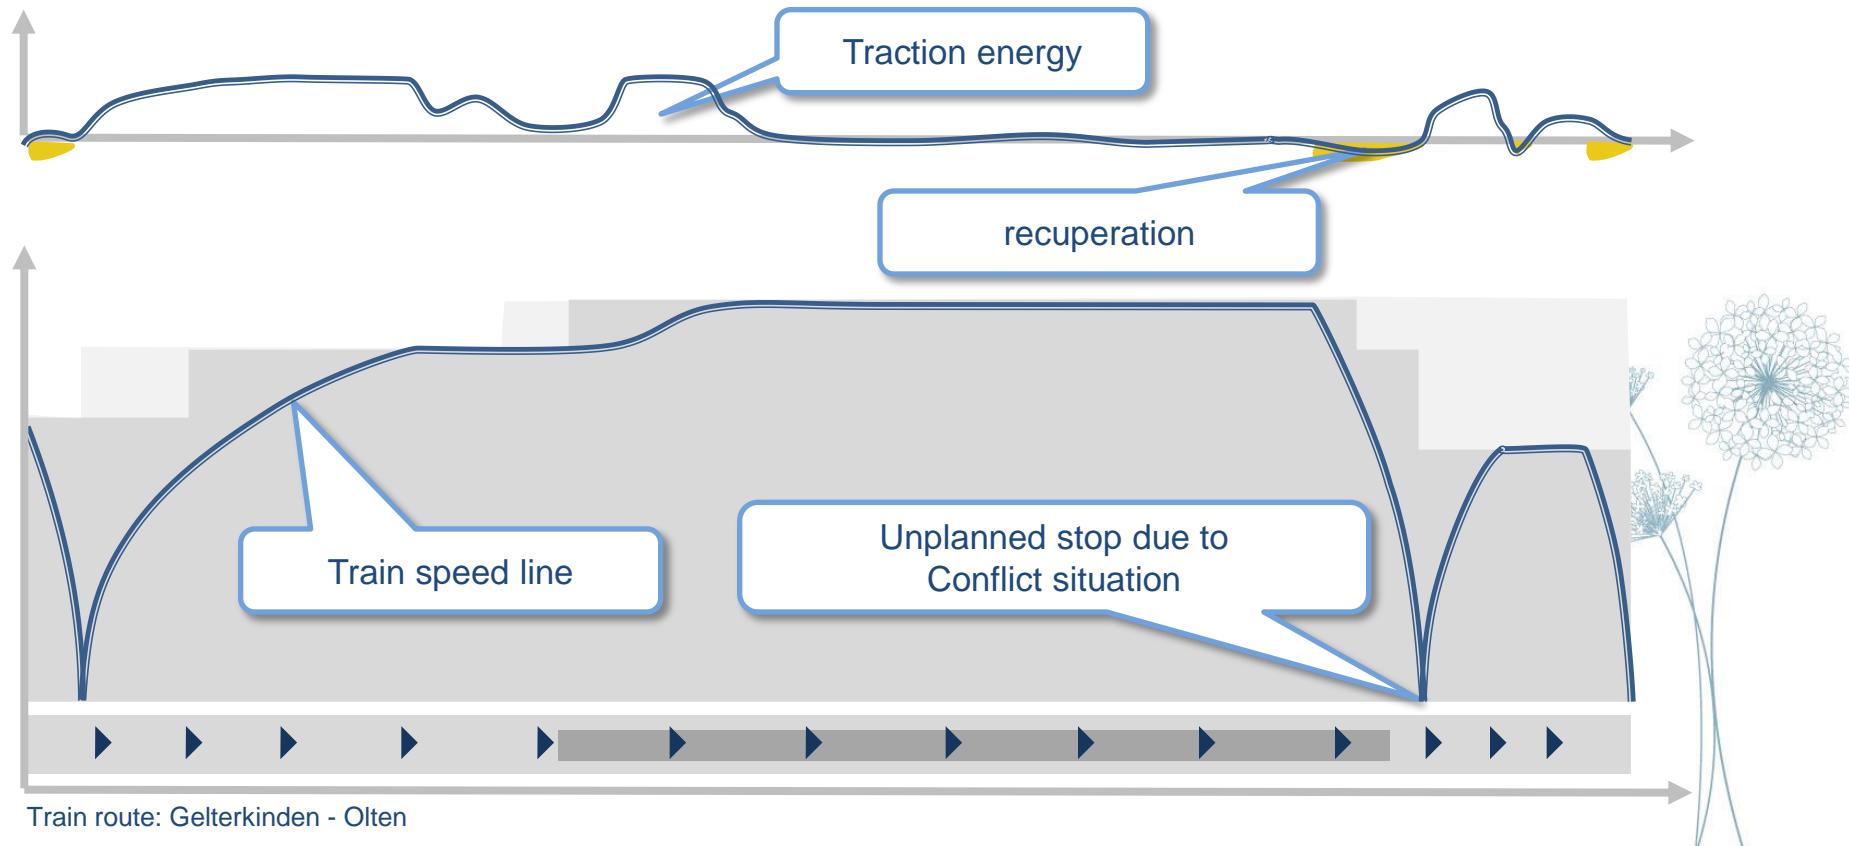 Traction energy
recuperation
Train speed line
Unplanned stop due to
Conflict situation
Train route: Gelterkinden - Olten